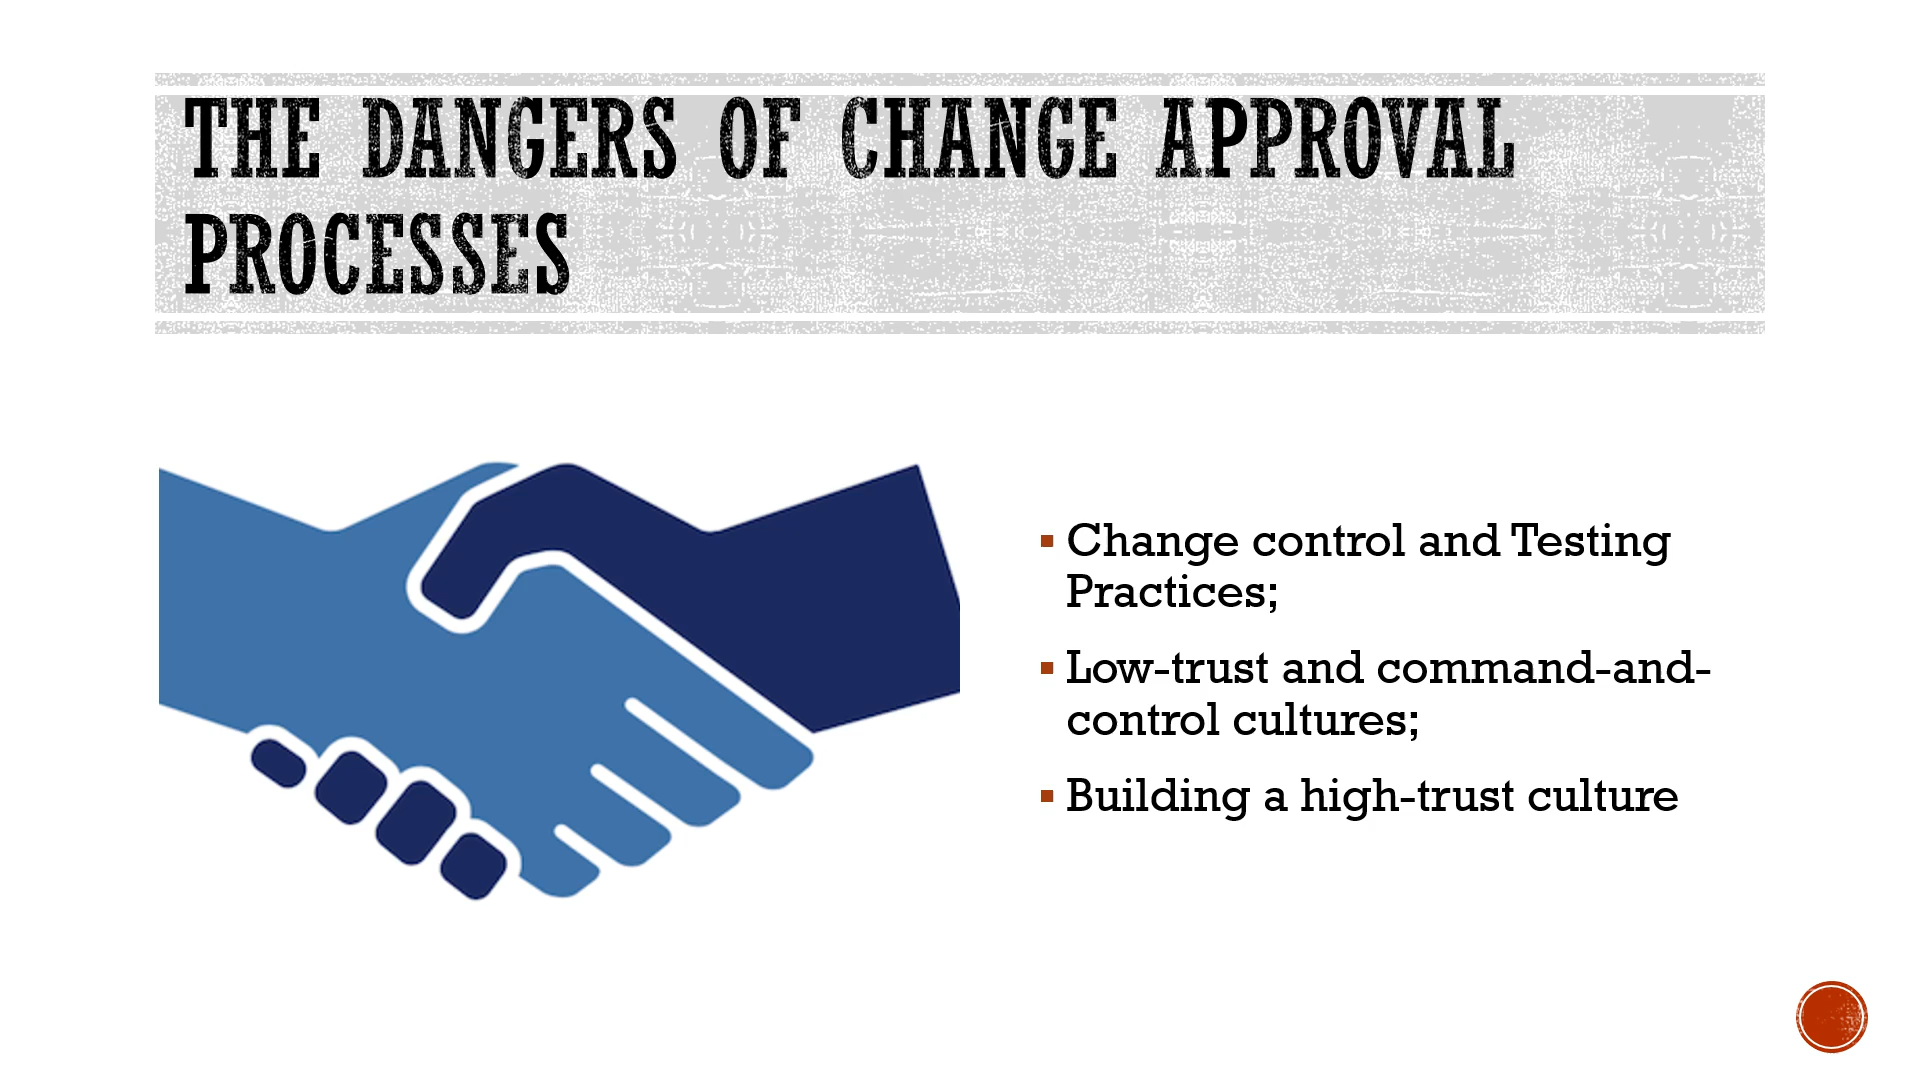 THE DANGERS OF CHANGE APPROVAL
PROCESSES
Change control and Testing
Practices;
Low-trust and command-and-
control cultures;
Building a high-trust culture